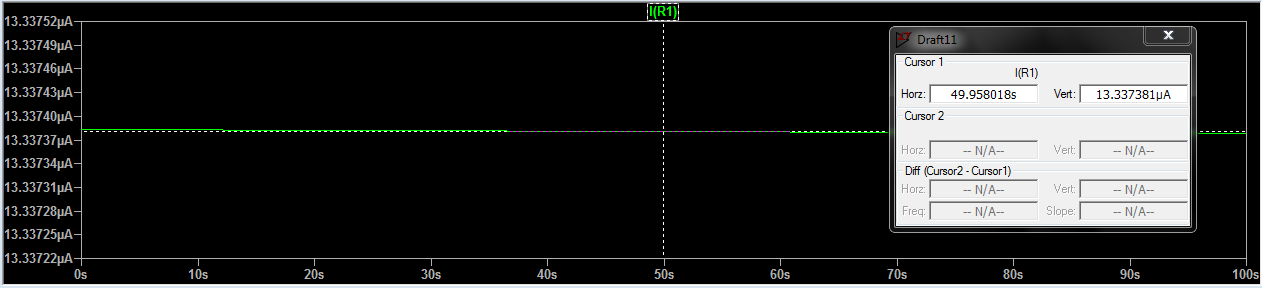 I(R1)
13.33752µA
13.33749µA
13.33746µA
13.33743µA
13.33740µA
13.33737µA
13.33734µA
13.33731µA
13.33728µA
13.33725µA
13.33722µA
0s 10s 20s 30s 40s 50s 60s 70s 80s 90s 100s
Draft11
Cursor 1
I(R1)
Horz: 49.958018s Vert: 13.337381µA
Cursor 2
Horz: -- N/A-- Vert: -- N/A--
Diff (Cursor2 - Cursor1)
Horz: -- N/A-- Vert: -- N/A--
Freq: -- N/A-- Slope: -- N/A--